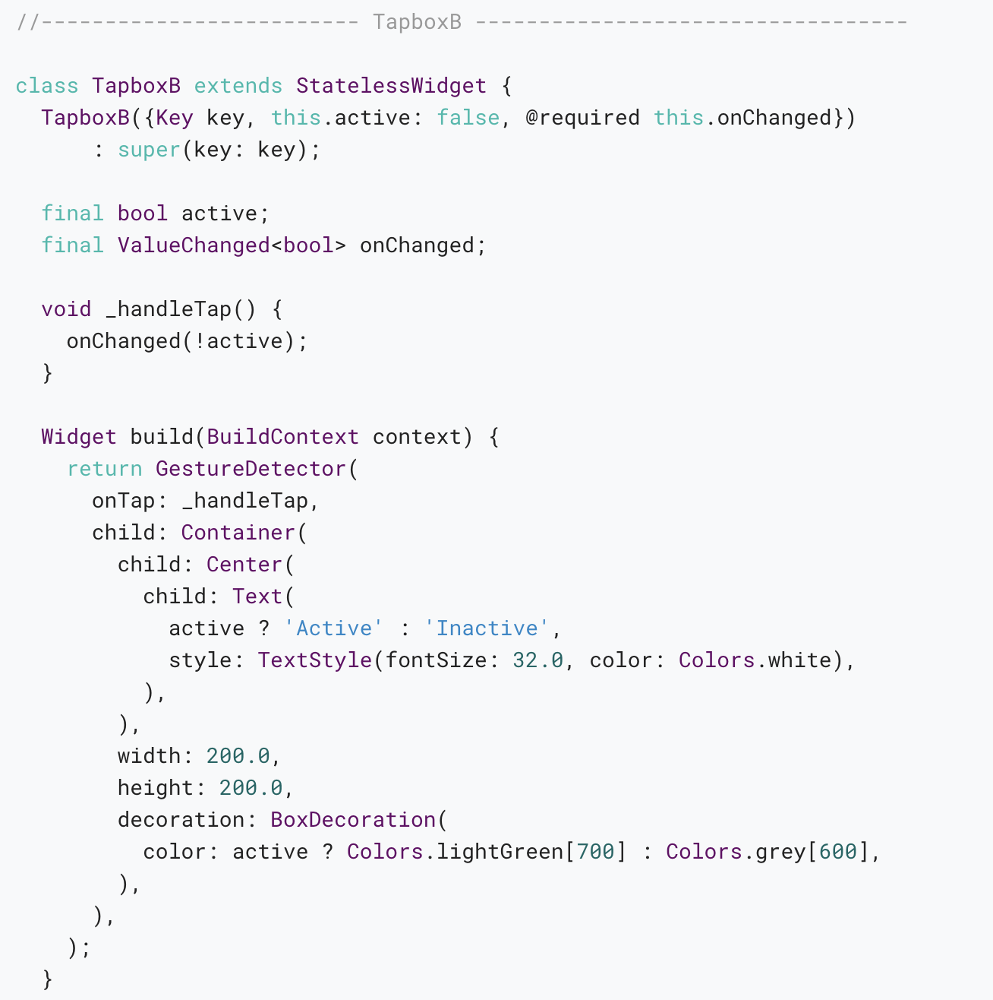 //------------------------- TapboxB ----------------------------------

class TapboxB extends StatelessWidget {
  TapboxB({Key key, this.active: false, @required this.onChanged})
      : super(key: key);

  final bool active;
  final ValueChanged<bool> onChanged;

  void _handleTap() {
    onChanged(!active);
  }

  Widget build(BuildContext context) {
    return GestureDetector(
      onTap: _handleTap,
      child: Container(
        child: Center(
          child: Text(
            active ? 'Active' : 'Inactive',
            style: TextStyle(fontSize: 32.0, color: Colors.white),
          ),
        ),
        width: 200.0,
        height: 200.0,
        decoration: BoxDecoration(
          color: active ? Colors.lightGreen[700] : Colors.grey[600],
        ),
      ),
    );
  }